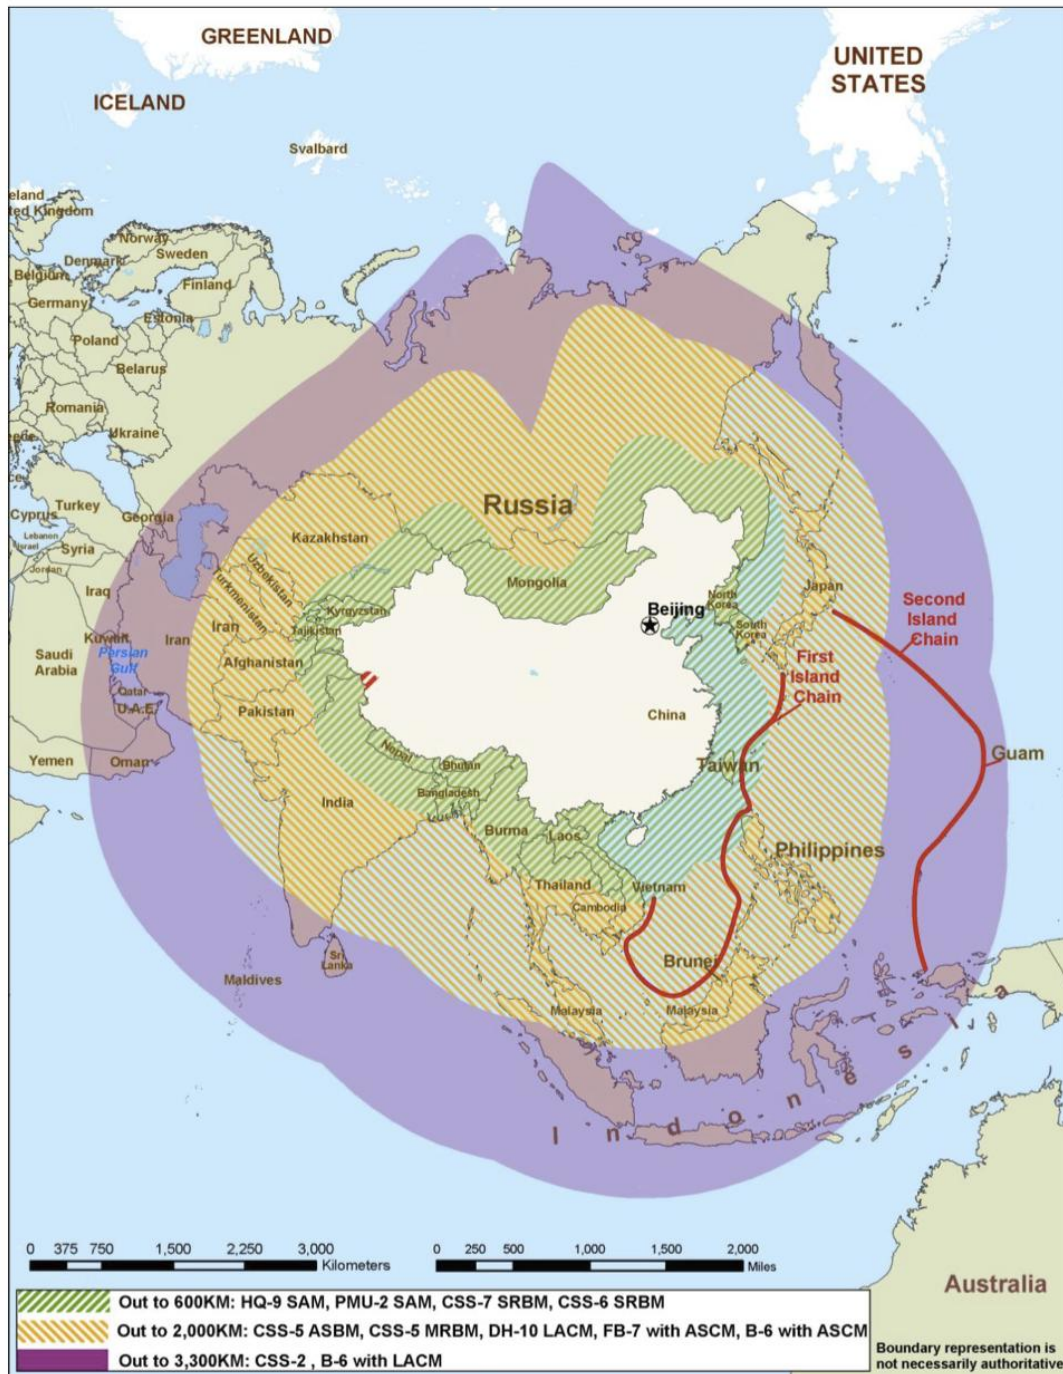 GREENLAND
UNITED
STATES
ICELAND
Svalbard
eland
ted Kingdom
Norway
Sweden
Denmark
Finland
Belgium
Germany
Estonia
Poland
Belarus
Romania
Ukraine
Turkey
Georgia
Cyprus
Lebanon
Israel
Syria
Jordan
Iraq
Kuwait
Saudi
Arabia
Persian
Gulf
Iran
Qatar
U.A.E.
Yemen
Oman
Russia
Kazakhstan
Mongolia
Uzbekistan
Turkmenistan
Kyrgyzstan
Tajikistan
Iran
Afghanistan
Pakistan
Beijing
North
Korea
South
Korea
Japan
Second
Island
Chain
First
Island
Chain
China
Taiwan
Guam
Nepal
Bhutan
Bangladesh
India
Burma
Laos
Thailand
Vietnam
Cambodia
Philippines
Brunei
Sri
Lanka
Maldives
Malaysia
Malaysia
Indonesia
Australia
0 375 750 1,500 2,250 3,000
Kilometers
0 250 500 1,000 1,500 2,000
Miles
Out to 600KM: HQ-9 SAM, PMU-2 SAM, CSS-7 SRBM, CSS-6 SRBM
Out to 2,000KM: CSS-5 ASBM, CSS-5 MRBM, DH-10 LACM, FB-7 with ASCM, B-6 with ASCM
Out to 3,300KM: CSS-2 , B-6 with LACM
Boundary representation is
not necessarily authoritative